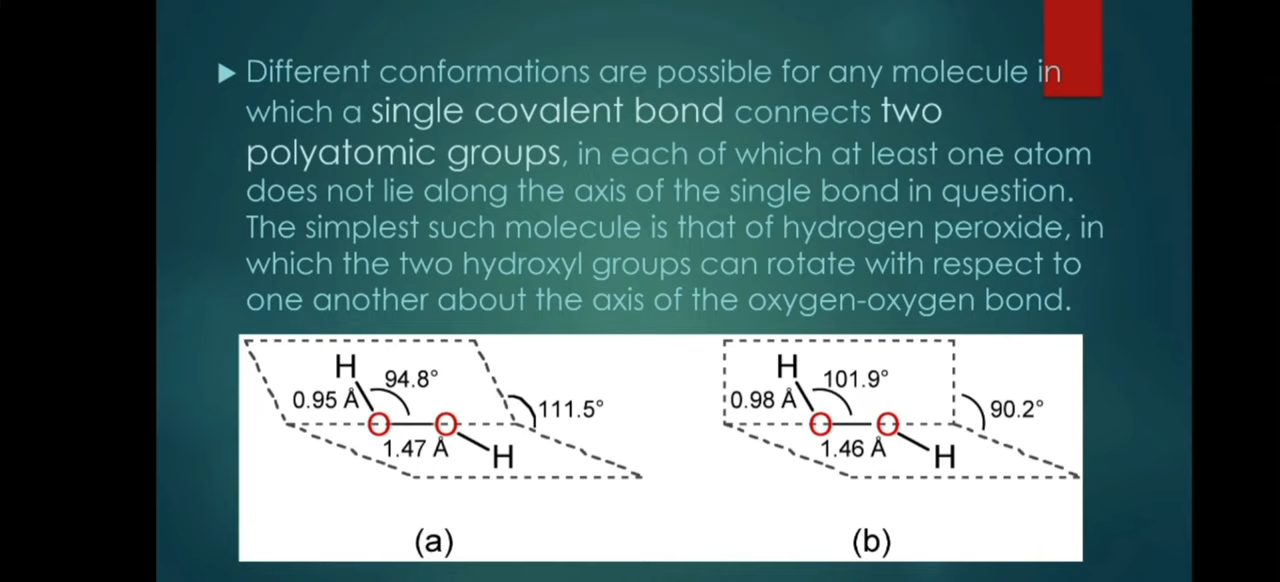 Different conformations are possible for any molecule in
which a single covalent bond connects two
polyatomic groups, in each of which at least one atom
does not lie along the axis of the single bond in question.
The simplest such molecule is that of hydrogen peroxide, in
which the two hydroxyl groups can rotate with respect to
one another about the axis of the oxygen-oxygen bond.
H
94.8°
0.95 Å
111.5°
O
O
1.47 Å
H
(a)
H
101.9°
0.98 Å
90.2°
O
O
1.46 Å
H
(b)